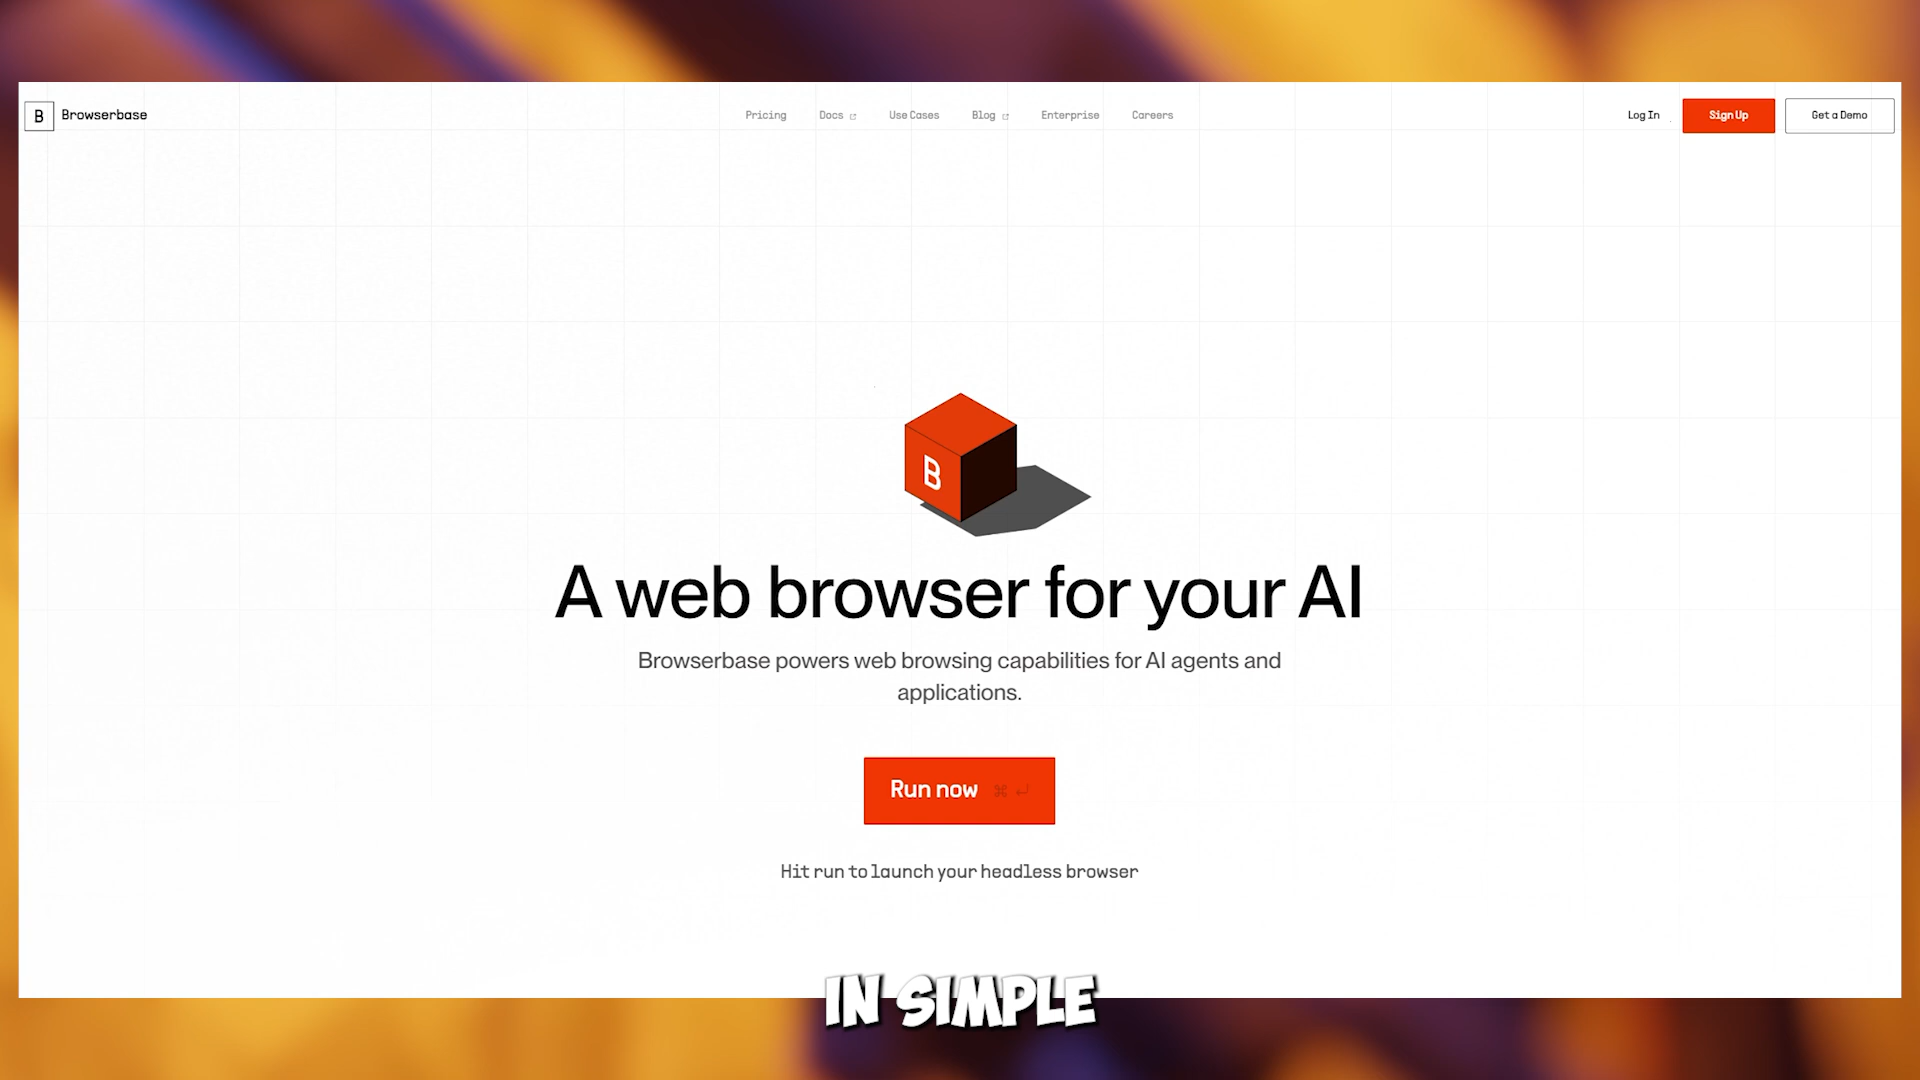 B Browserbase
Pricing Docs Use Cases Blog Enterprise Careers
Log In Sign Up Get a Demo
B
A web browser for your AI
Browserbase powers web browsing capabilities for AI agents and
applications.
Run now ⌘ ↵
Hit run to launch your headless browser
IN SIMPLE